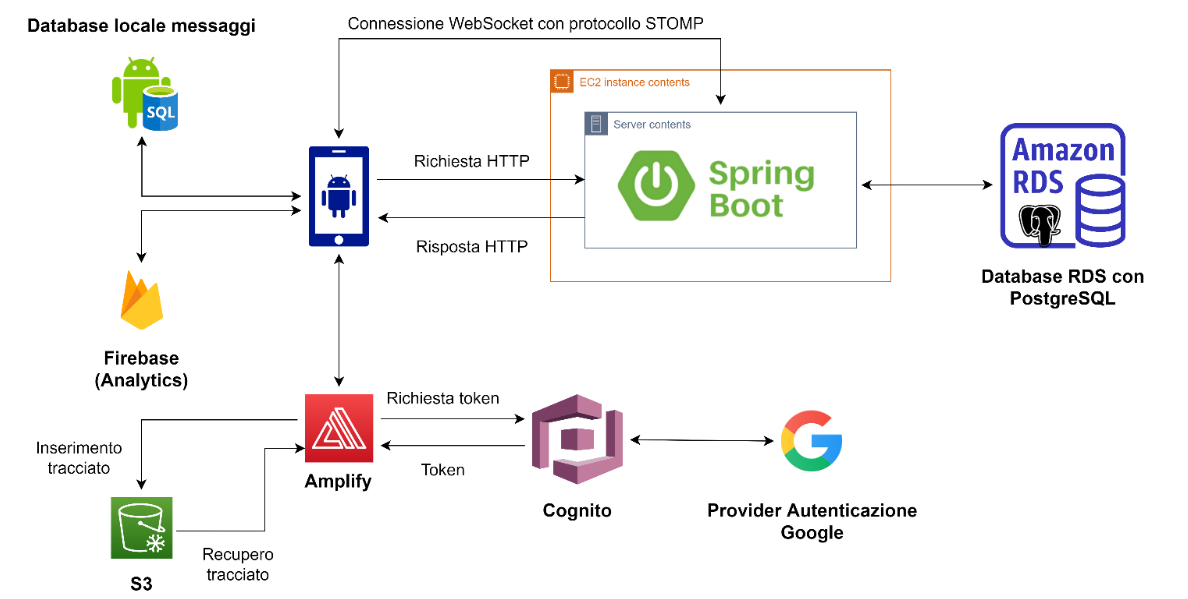 Database locale messaggi
Connessione WebSocket con protocollo STOMP
SQL
EC2 instance contents
Server contents
Richiesta HTTP
Spring
Boot
Amazon
RDS
Risposta HTTP
Database RDS con
PostgreSQL
Firebase
(Analytics)
Richiesta token
Inserimento
tracciato
Token
Amplify
Cognito
Provider Autenticazione
Google
Recupero
tracciato
S3